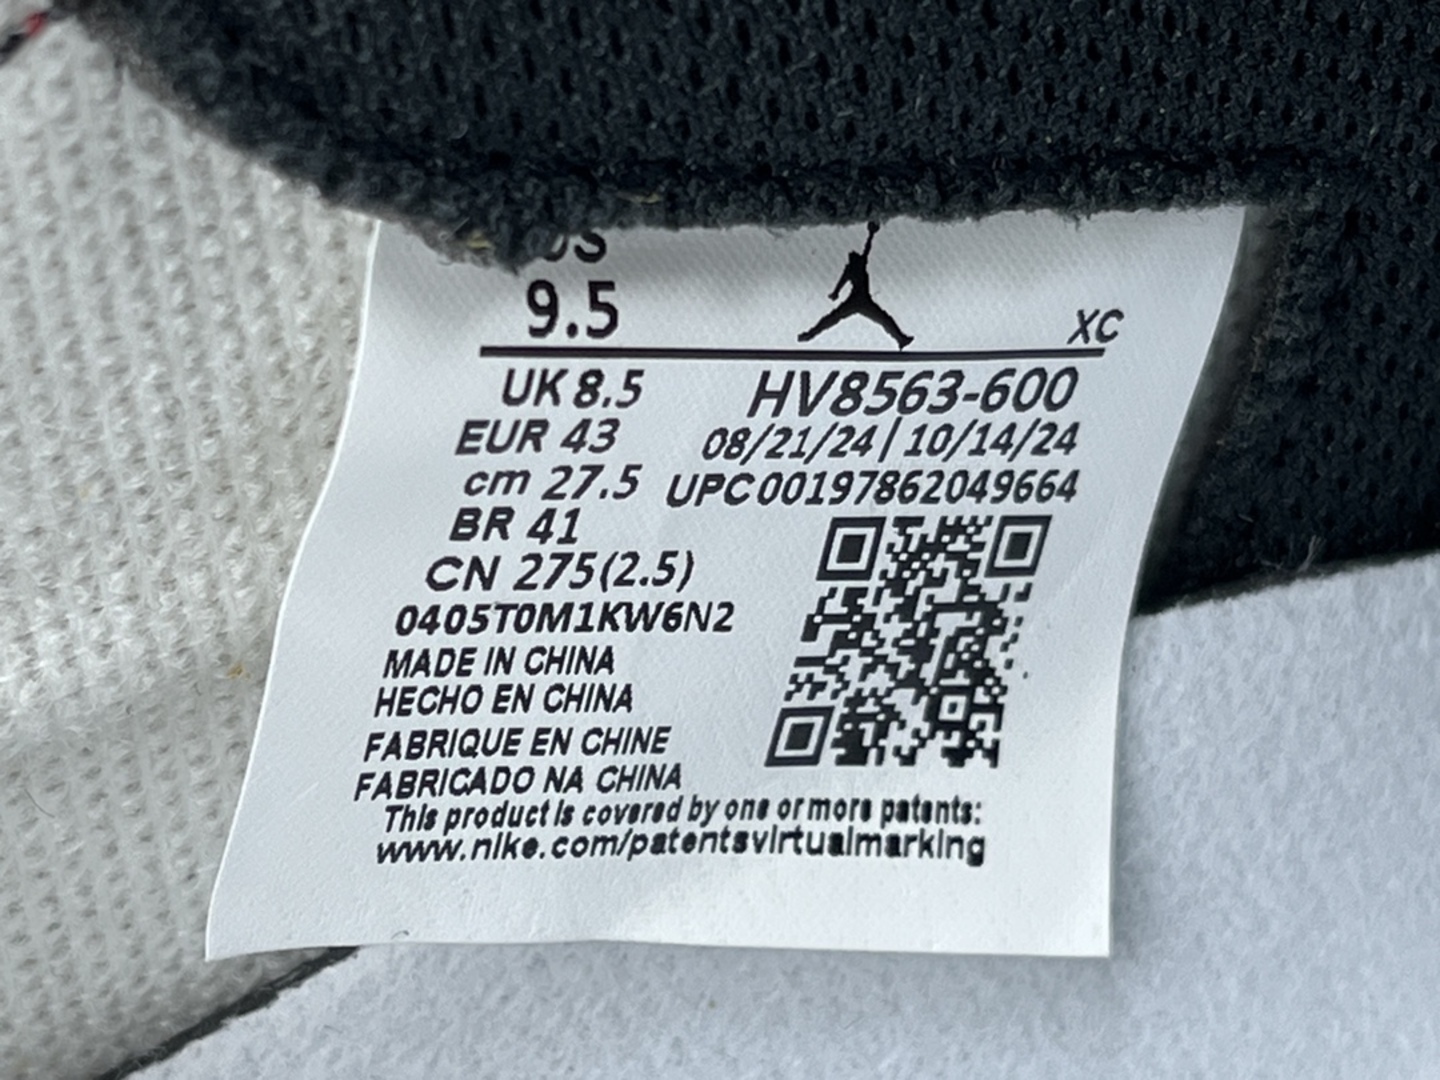 US
9.5
XC
UK 8.5
HV8563-600
EUR 43
08/21/24 | 10/14/24
cm 27.5
UPC00197862049664
BR 41
CN 275(2.5)
0405T0M1KW6N2
MADE IN CHINA
HECHO EN CHINA
FABRIQUE EN CHINE
FABRICADO NA CHINA
This product is covered by one or more patents:
www.nike.com/patentsvirtualmarking